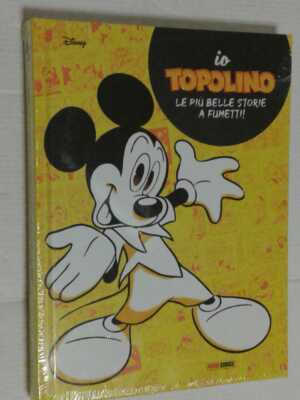 Disney
io
TOPOLINO
LE PIÙ BELLE STORIE
A FUMETTI!